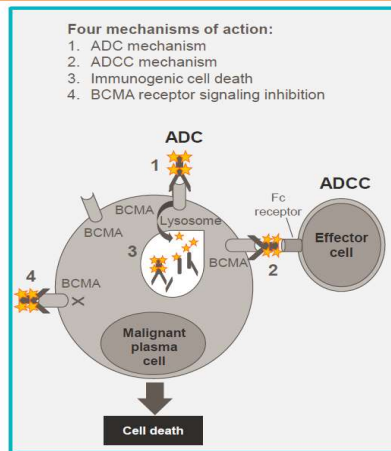 Four mechanisms of action:
1. ADC mechanism
2. ADCC mechanism
3. Immunogenic cell death
4. BCMA receptor signaling inhibition
ADC
1
ADCC
Fc
receptor
BCMA
Lysosome
BCMA
Effector
cell
3
BCMA
2
4
BCMA
Malignant
plasma
cell
Cell death